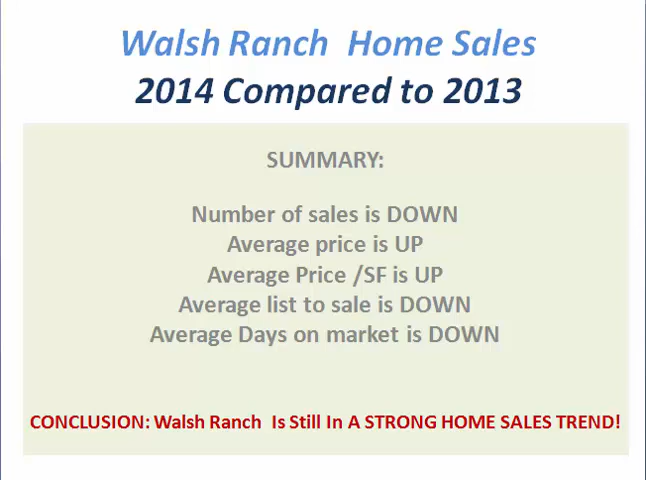 Walsh Ranch Home Sales
2014 Compared to 2013
SUMMARY:
Number of sales is DOWN
Average price is UP
Average Price /SF is UP
Average list to sale is DOWN
Average Days on market is DOWN
CONCLUSION: Walsh Ranch Is Still In A STRONG HOME SALES TREND!